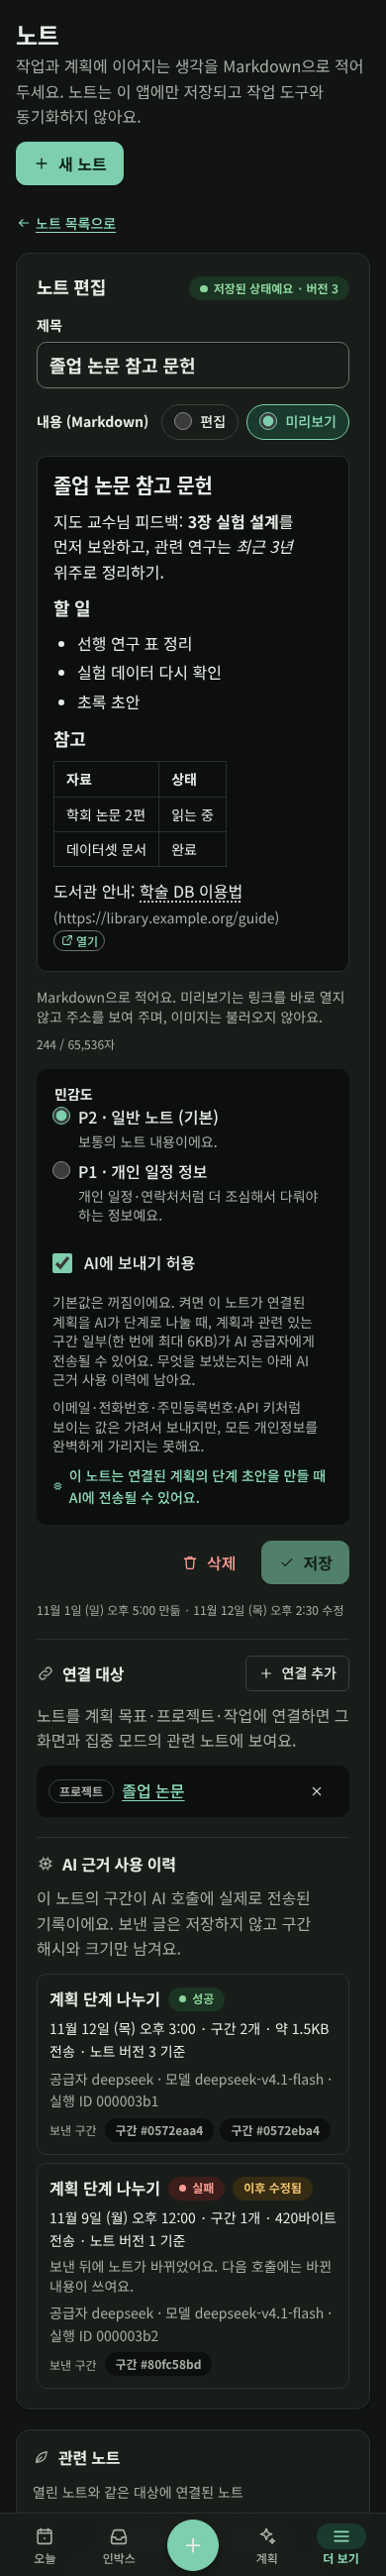 노트
작업과 계획에 이어지는 생각을 Markdown으로 적어
두세요. 노트는 이 앱에만 저장되고 작업 도구와
동기화하지 않아요.
+ 새 노트
← 노트 목록으로
노트 편집
저장된 상태예요 · 버전 3
제목
졸업 논문 참고 문헌
내용 (Markdown)
편집
미리보기
졸업 논문 참고 문헌
지도 교수님 피드백: 3장 실험 설계를
먼저 보완하고, 관련 연구는 최근 3년
위주로 정리하기.
할 일
• 선행 연구 표 정리
• 실험 데이터 다시 확인
• 초록 초안
참고
자료 상태
학회 논문 2편 읽는 중
데이터셋 문서 완료
도서관 안내: 학술 DB 이용법
(https://library.example.org/guide)
열기
Markdown으로 적어요. 미리보기는 링크를 바로 열지
않고 주소를 보여 주며, 이미지는 불러오지 않아요.
244 / 65,536자
민감도
P2 · 일반 노트 (기본)
보통의 노트 내용이에요.
P1 · 개인 일정 정보
개인 일정·연락처처럼 더 조심해서 다뤄야
하는 정보예요.
AI에 보내기 허용
기본값은 꺼짐이에요. 켜면 이 노트가 연결된
계획을 AI가 단계로 나눌 때, 계획과 관련 있는
구간 일부(한 번에 최대 6KB)가 AI 공급자에게
전송될 수 있어요. 무엇을 보냈는지는 아래 AI
근거 사용 이력에 남아요.
이메일·전화번호·주민등록번호·API 키처럼
보이는 값은 가려서 보내지만, 모든 개인정보를
완벽하게 가리지는 못해요.
이 노트는 연결된 계획의 단계 초안을 만들 때
AI에 전송될 수 있어요.
삭제
저장
11월 1일 (일) 오후 5:00 만듦 · 11월 12일 (목) 오후 2:30 수정
연결 대상
+ 연결 추가
노트를 계획 목표·프로젝트·작업에 연결하면 그
화면과 집중 모드의 관련 노트에 보여요.
프로젝트 졸업 논문 ×
AI 근거 사용 이력
이 노트의 구간이 AI 호출에 실제로 전송된
기록이에요. 보낸 글은 저장하지 않고 구간
해시와 크기만 남겨요.
계획 단계 나누기 성공
11월 12일 (목) 오후 3:00 · 구간 2개 · 약 1.5KB
전송 · 노트 버전 3 기준
공급자 deepseek · 모델 deepseek-v4.1-flash ·
실행 ID 000003b1
보낸 구간 구간 #0572eaa4 구간 #0572eba4
계획 단계 나누기 실패 이후 수정됨
11월 9일 (월) 오후 12:00 · 구간 1개 · 420바이트
전송 · 노트 버전 1 기준
보낸 뒤에 노트가 바뀌었어요. 다음 호출에는 바뀐
내용이 쓰여요.
공급자 deepseek · 모델 deepseek-v4.1-flash ·
실행 ID 000003b2
보낸 구간 구간 #80fc58bd
관련 노트
열린 노트와 같은 대상에 연결된 노트
오늘 인박스 + 계획 더 보기